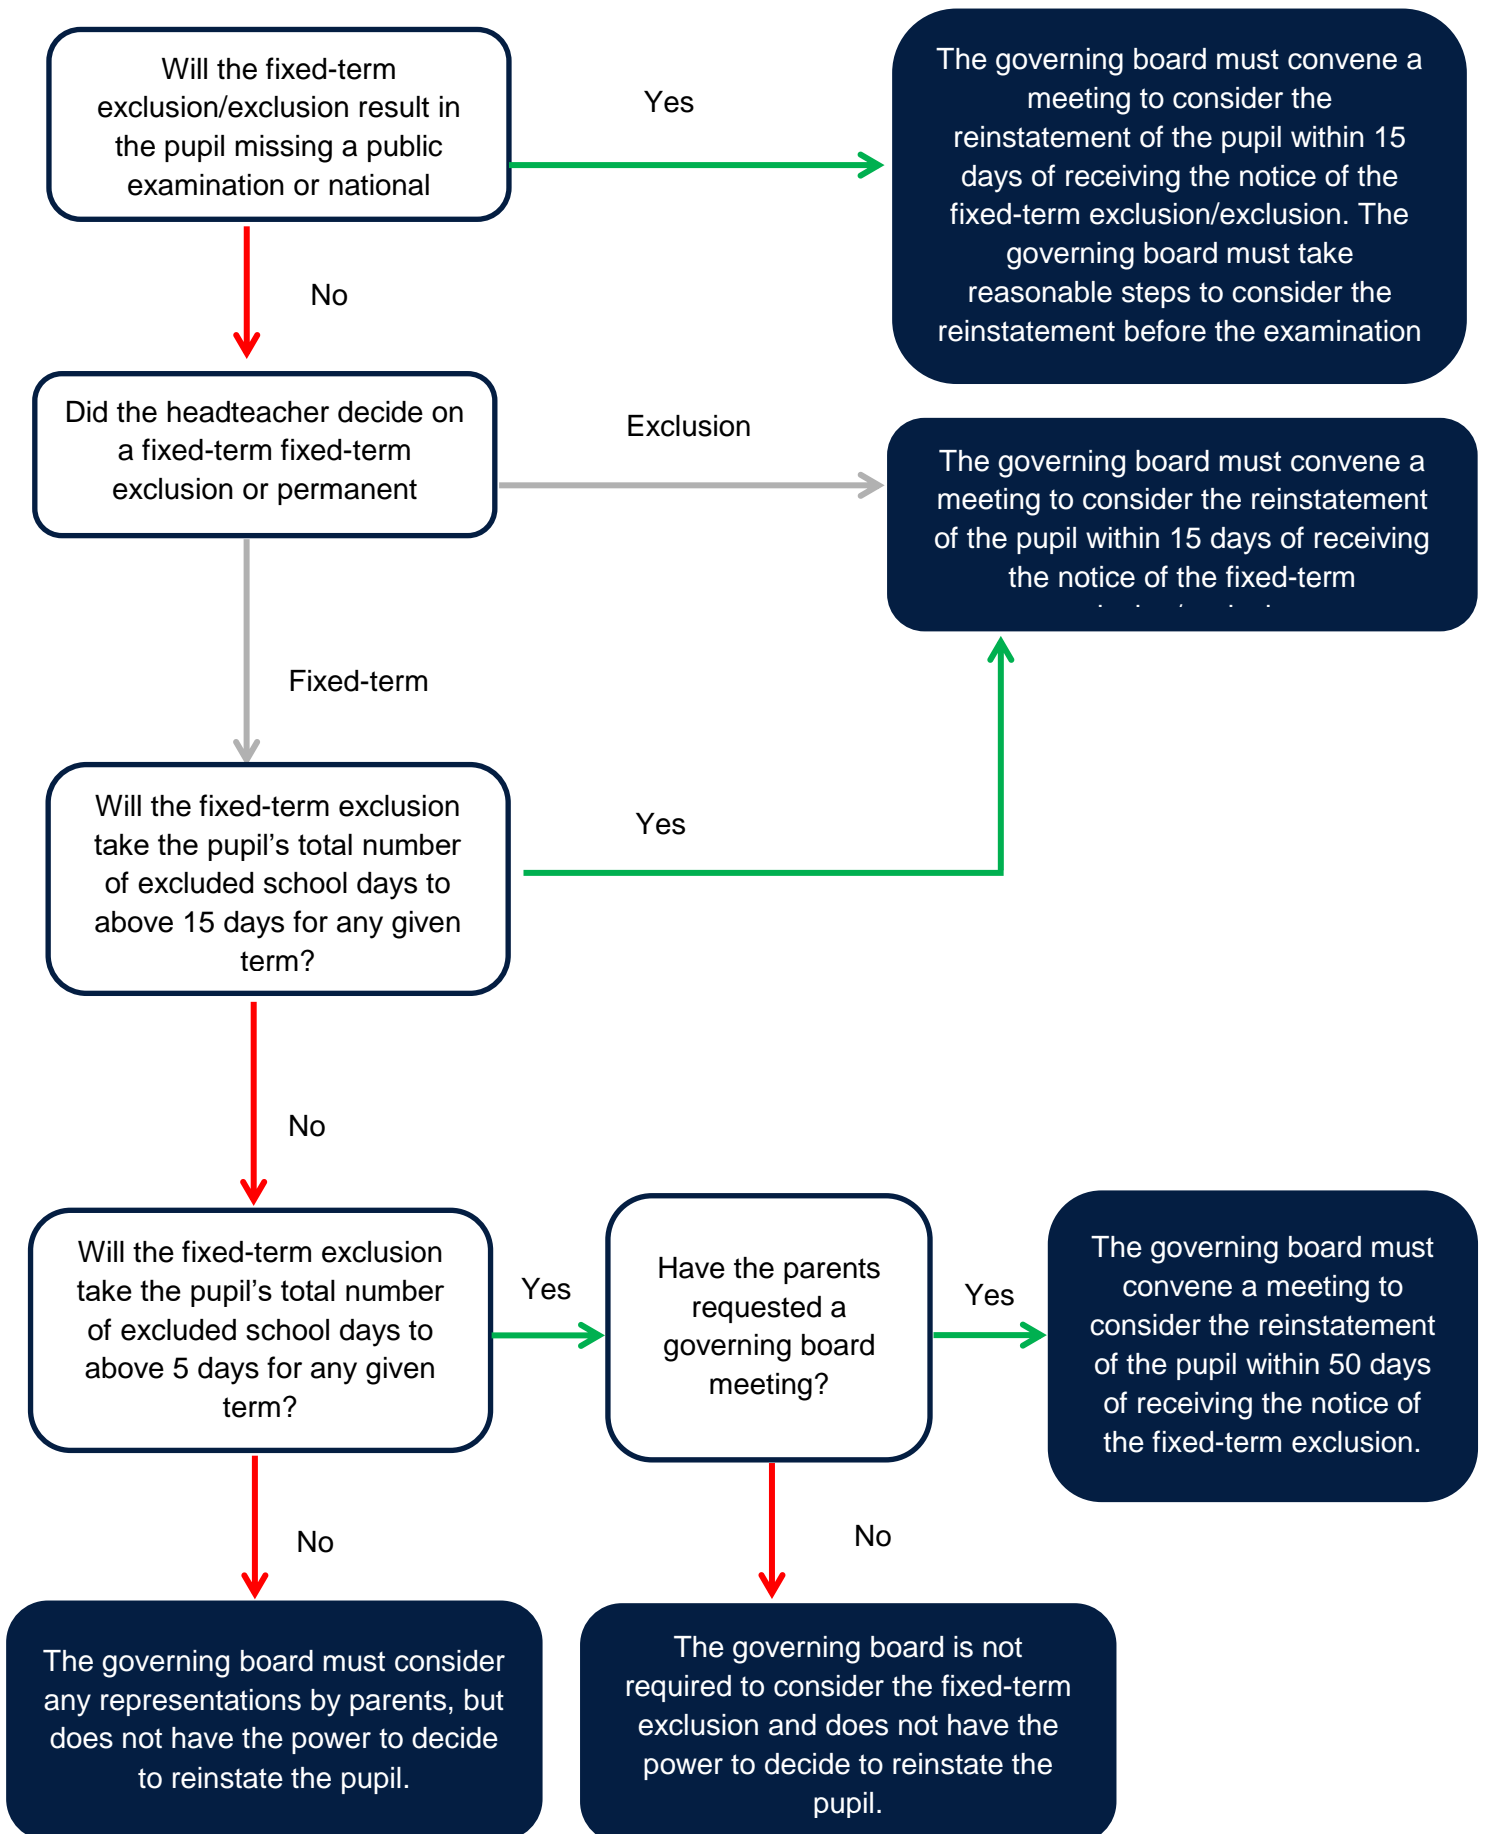 Will the fixed-term
exclusion/exclusion result in
the pupil missing a public
examination or national
Yes
The governing board must convene a
meeting to consider the
reinstatement of the pupil within 15
days of receiving the notice of the
fixed-term exclusion/exclusion. The
governing board must take
reasonable steps to consider the
reinstatement before the examination
No
Did the headteacher decide on
a fixed-term fixed-term
exclusion or permanent
Exclusion
The governing board must convene a
meeting to consider the reinstatement
of the pupil within 15 days of receiving
the notice of the fixed-term
Fixed-term
Will the fixed-term exclusion
take the pupil’s total number
of excluded school days to
above 15 days for any given
term?
Yes
No
Will the fixed-term exclusion
take the pupil’s total number
of excluded school days to
above 5 days for any given
term?
Yes
Have the parents
requested a
governing board
meeting?
Yes
The governing board must
convene a meeting to
consider the reinstatement
of the pupil within 50 days
of receiving the notice of
the fixed-term exclusion.
No
No
The governing board must consider
any representations by parents, but
does not have the power to decide
to reinstate the pupil.
The governing board is not
required to consider the fixed-term
exclusion and does not have the
power to decide to reinstate the
pupil.